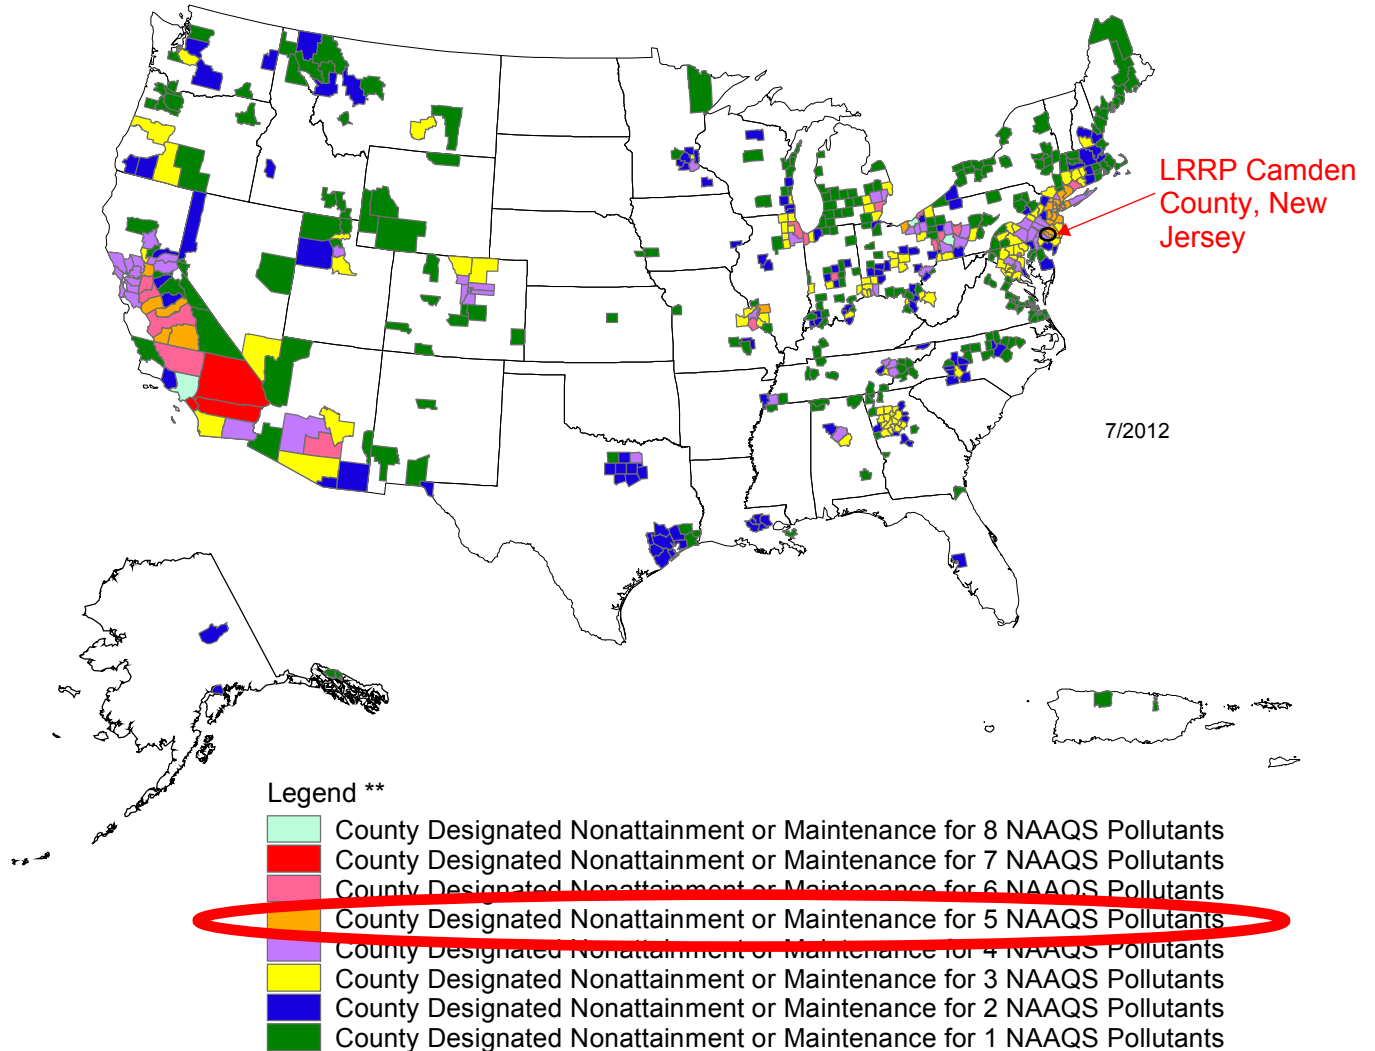 LRRP Camden
County, New
Jersey
7/2012
Legend **
County Designated Nonattainment or Maintenance for 8 NAAQS Pollutants
County Designated Nonattainment or Maintenance for 7 NAAQS Pollutants
County Designated Nonattainment or Maintenance for 6 NAAQS Pollutants
County Designated Nonattainment or Maintenance for 5 NAAQS Pollutants
County Designated Nonattainment or Maintenance for 4 NAAQS Pollutants
County Designated Nonattainment or Maintenance for 3 NAAQS Pollutants
County Designated Nonattainment or Maintenance for 2 NAAQS Pollutants
County Designated Nonattainment or Maintenance for 1 NAAQS Pollutants